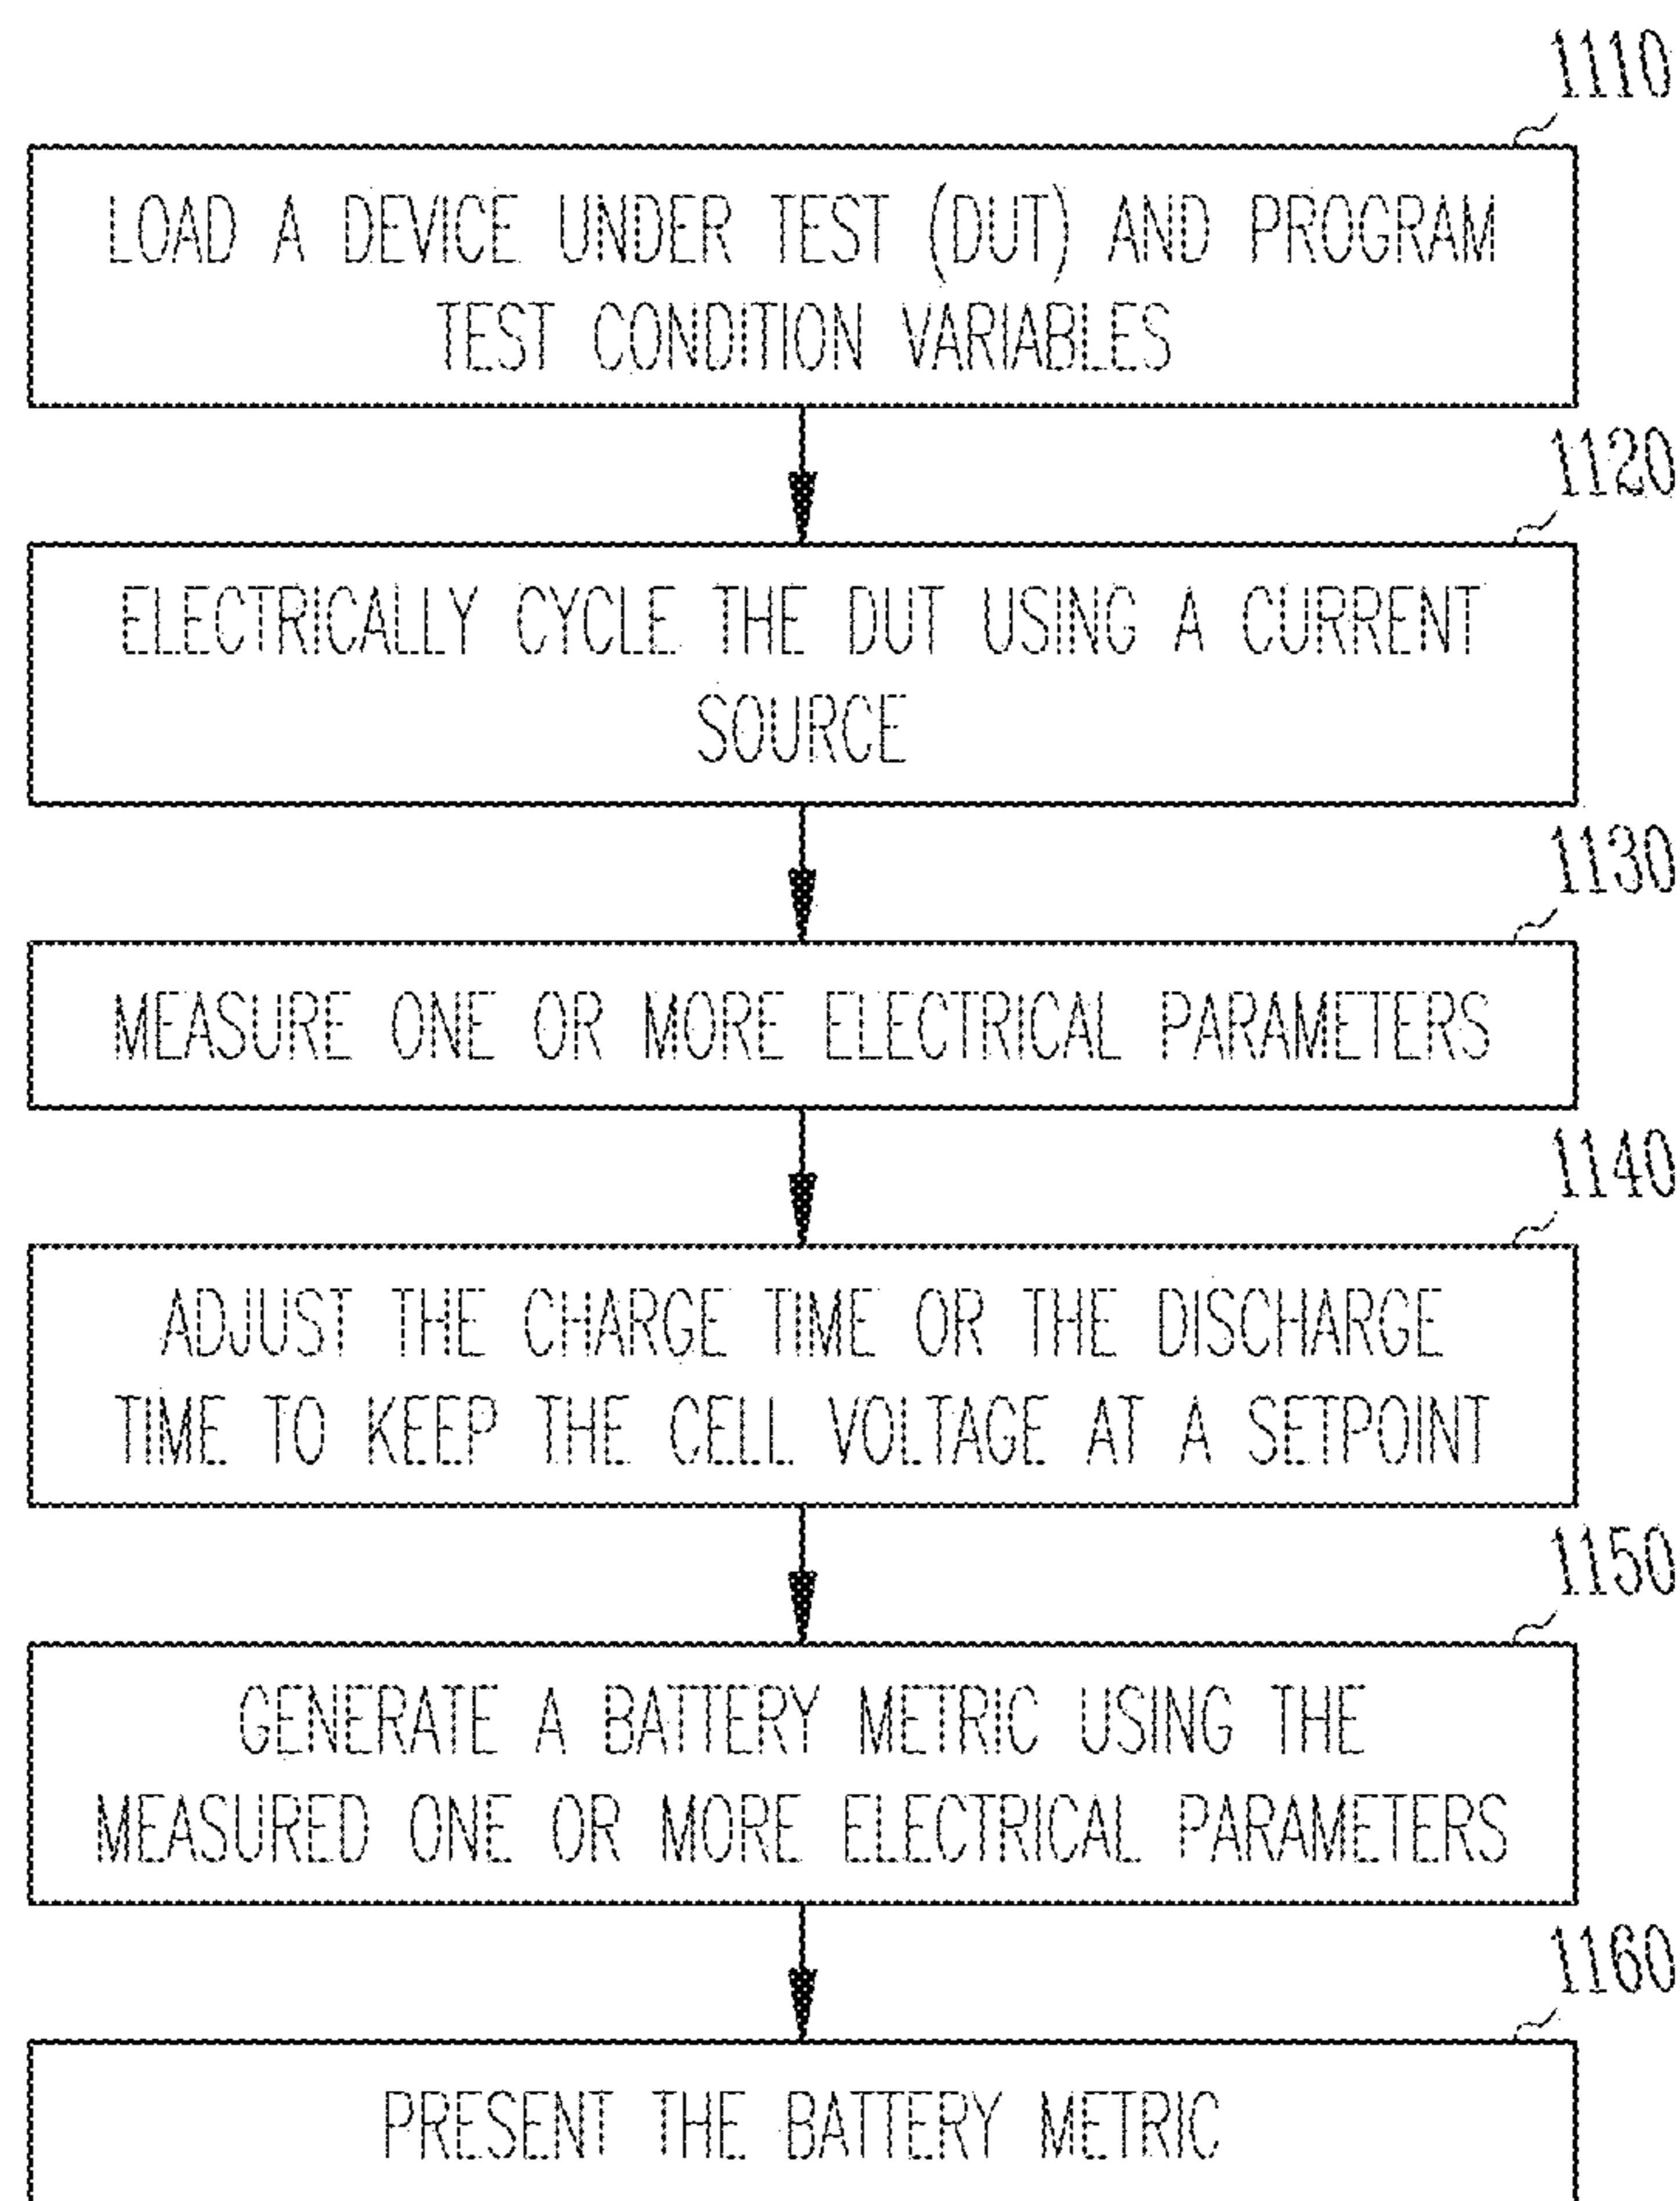 1110
LOAD A DEVICE UNDER TEST (DUT) AND PROGRAM
TEST CONDITION VARIABLES
1120
ELECTRICALLY CYCLE THE DUT USING A CURRENT
SOURCE
1130
MEASURE ONE OR MORE ELECTRICAL PARAMETERS
1140
ADJUST THE CHARGE TIME OR THE DISCHARGE
TIME TO KEEP THE CELL VOLTAGE AT A SETPOINT
1150
GENERATE A BATTERY METRIC USING THE
MEASURED ONE OR MORE ELECTRICAL PARAMETERS
1160
PRESENT THE BATTERY METRIC